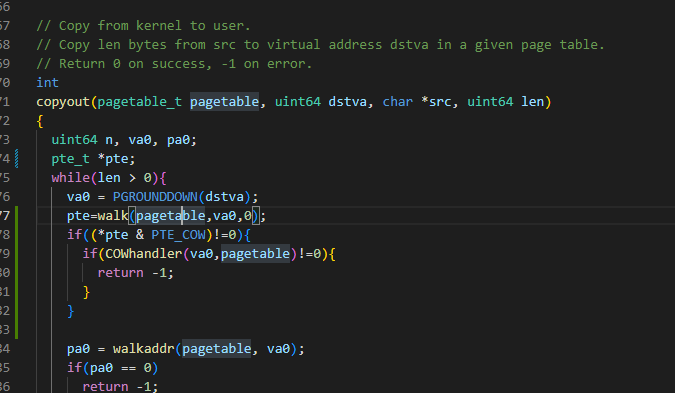 66
67 // Copy from kernel to user.
68 // Copy len bytes from src to virtual address dstva in a given page table.
69 // Return 0 on success, -1 on error.
70 int
71 copyout(pagetable_t pagetable, uint64 dstva, char *src, uint64 len)
72 {
73   uint64 n, va0, pa0;
74   pte_t *pte;
75   while(len > 0){
76     va0 = PGROUNDDOWN(dstva);
77     pte=walk(pagetable,va0,0);
78     if((*pte & PTE_COW)!=0){
79       if(COWhandler(va0,pagetable)!=0){
80         return -1;
81       }
82     }
83
84     pa0 = walkaddr(pagetable, va0);
85     if(pa0 == 0)
86       return -1;